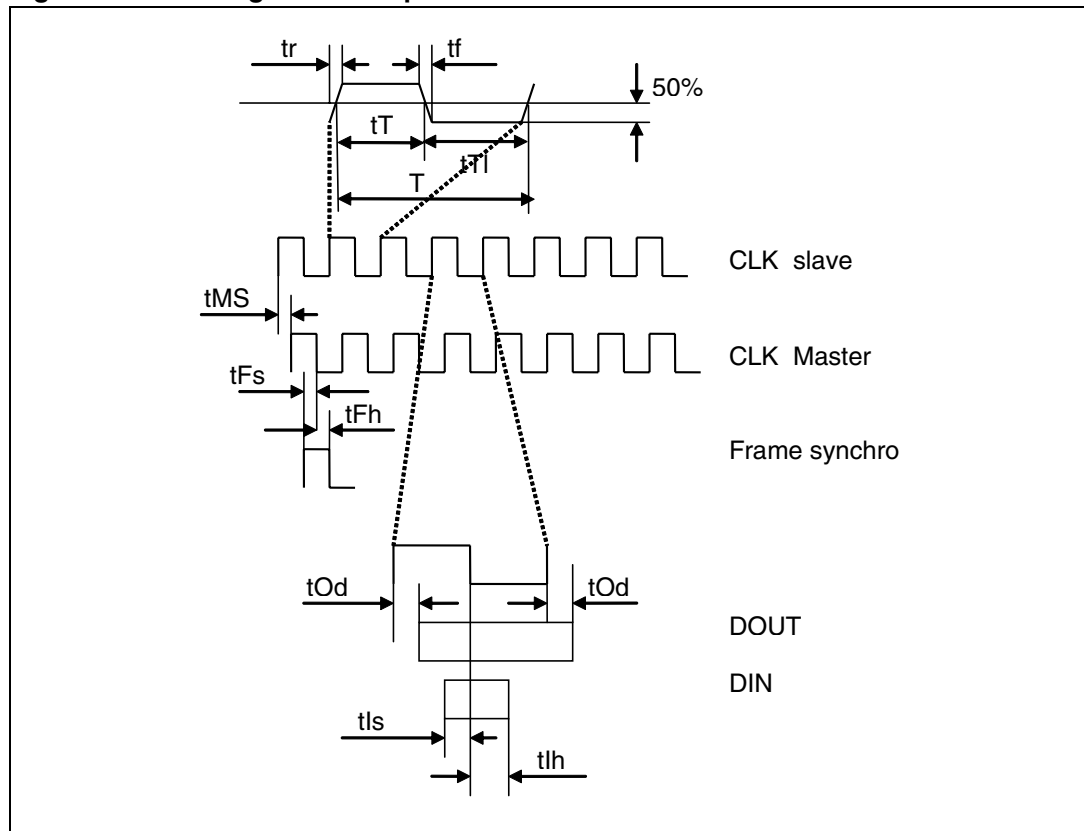 tr
tf
50%
tT
tTl
T
CLK slave
tMS
CLK Master
tFs
tFh
Frame synchro
tOd
tOd
DOUT
DIN
tIs
tIh